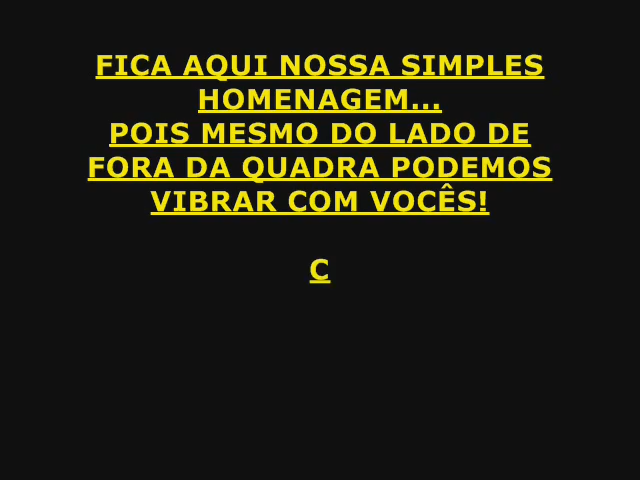 FICA AQUI NOSSA SIMPLES
HOMENAGEM...
POIS MESMO DO LADO DE
FORA DA QUADRA PODEMOS
VIBRAR COM VOCÊS!
C